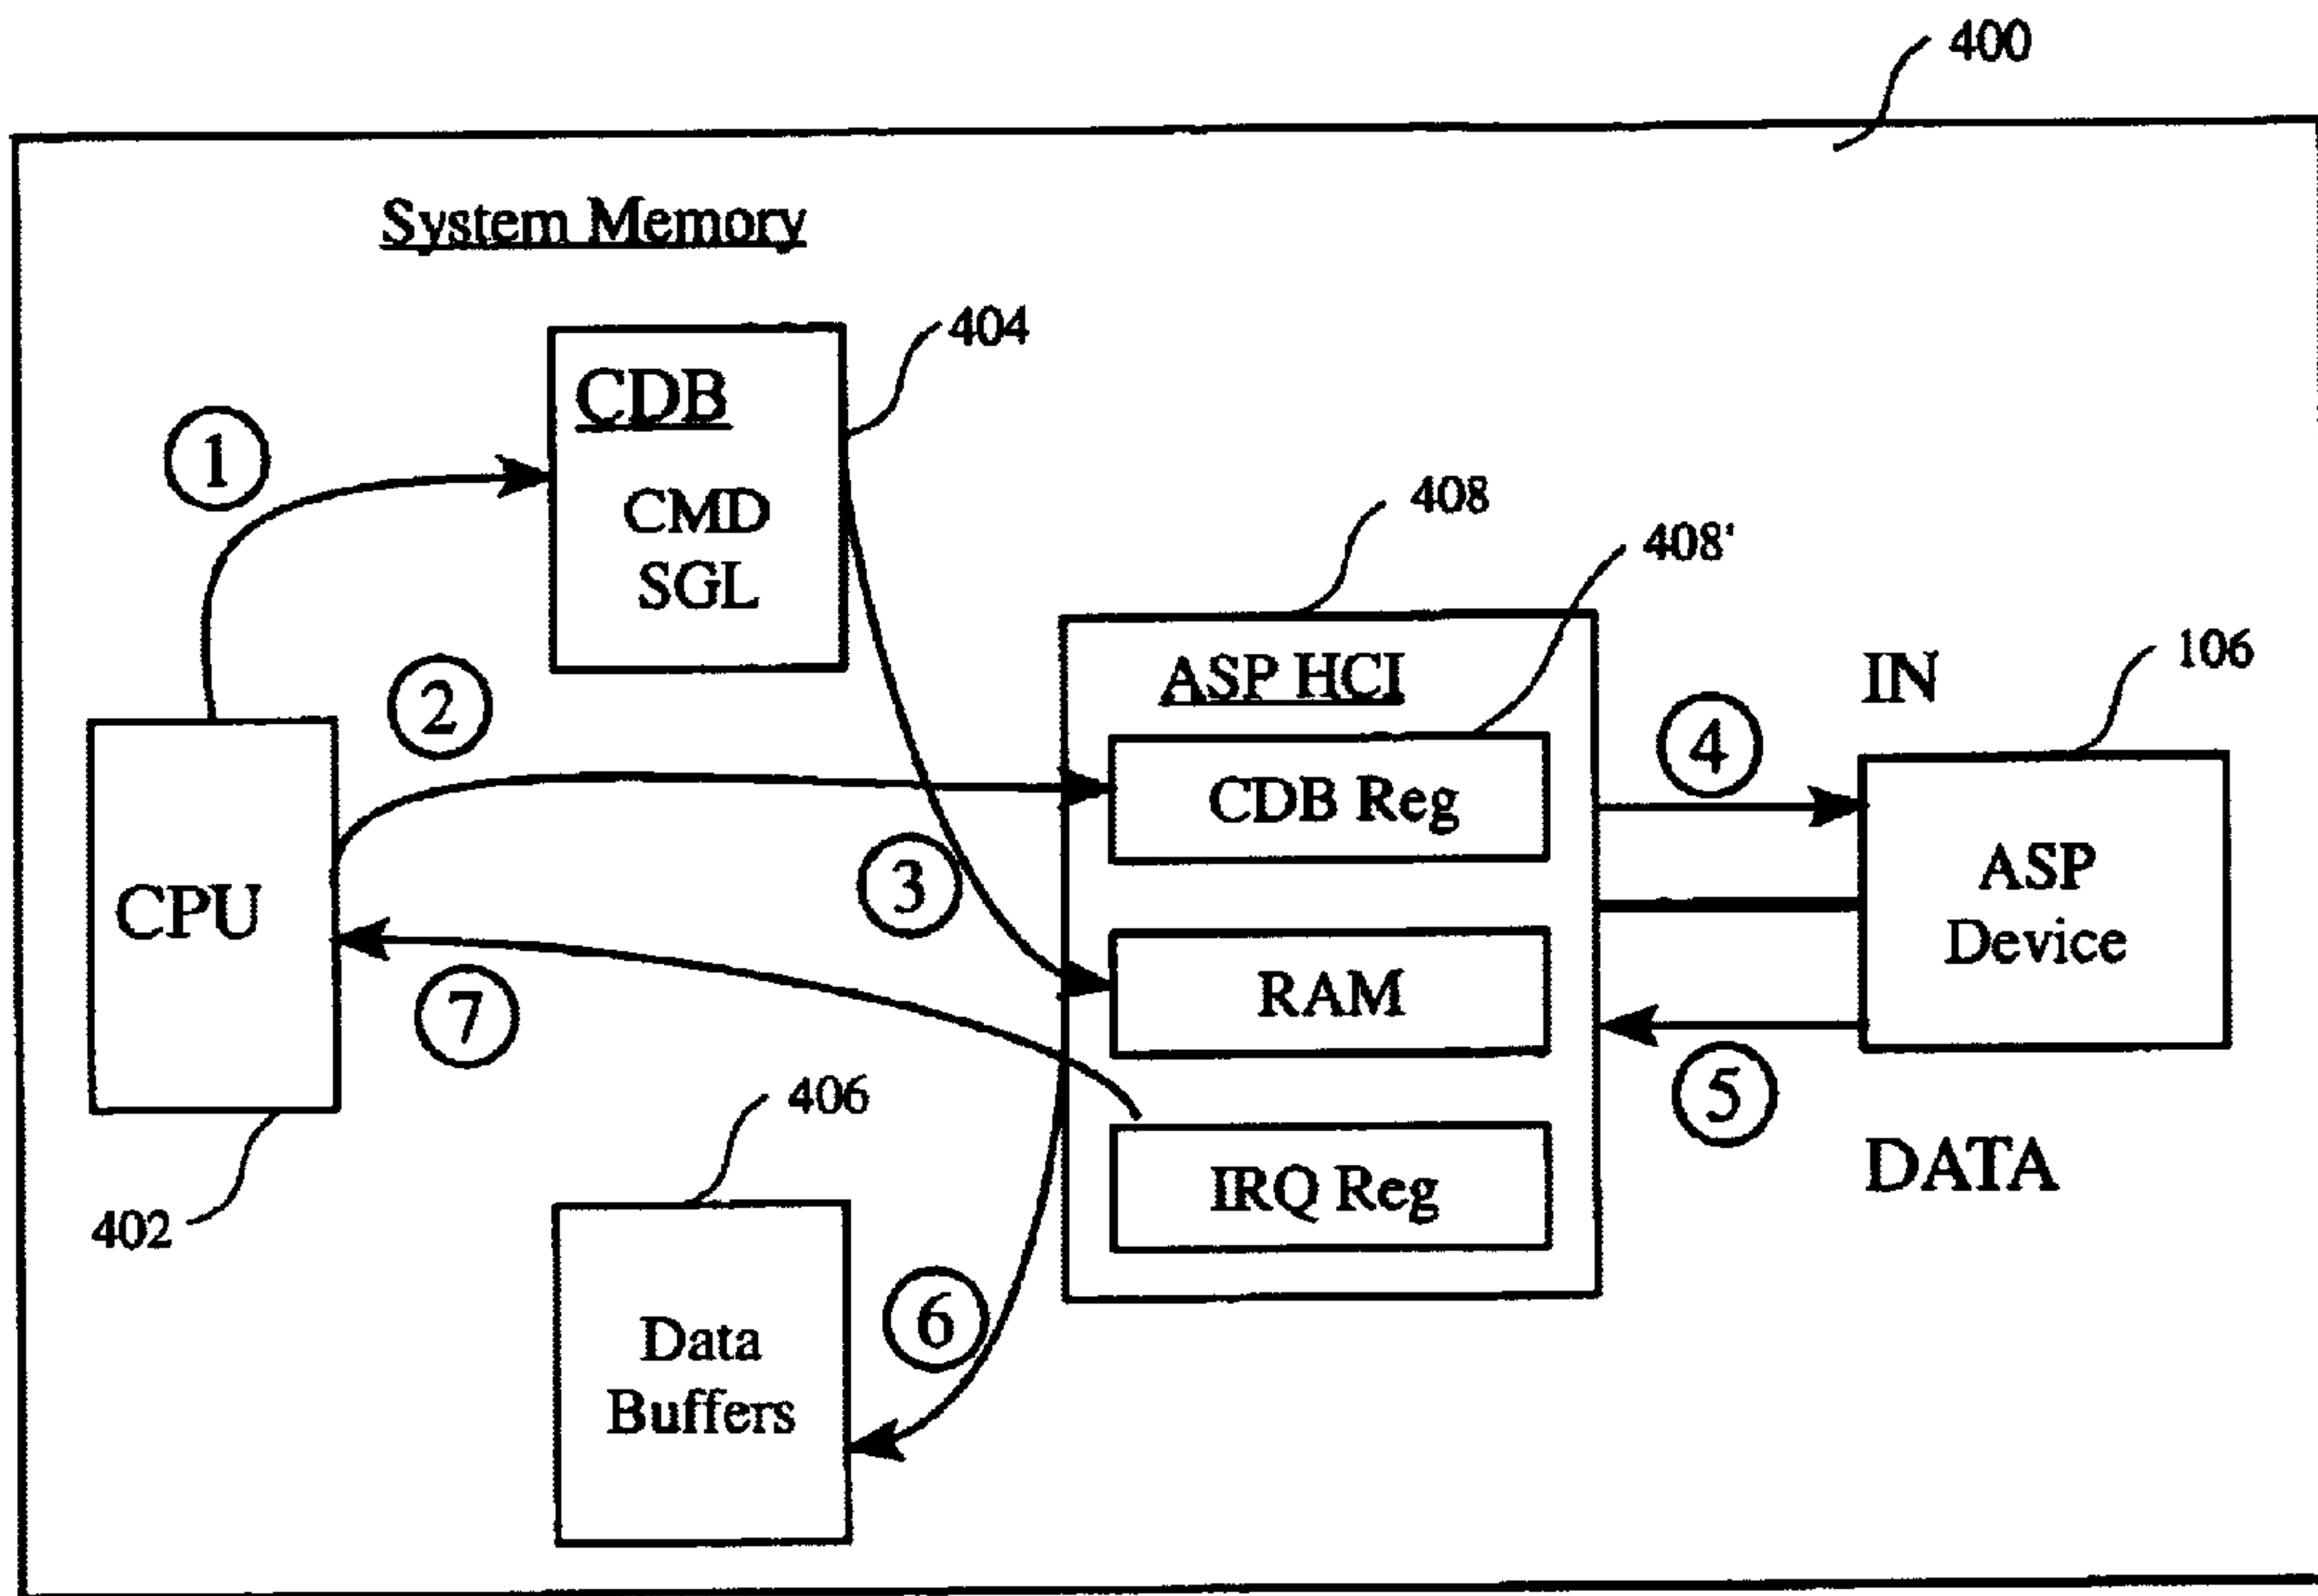 400
System Memory
404
CDB
CMD
SGL
1
408
408'
2
ASP HCI
IN
106
4
CDB Reg
CPU
3
ASP
Device
RAM
7
5
406
DATA
IRQ Reg
402
6
Data
Buffers